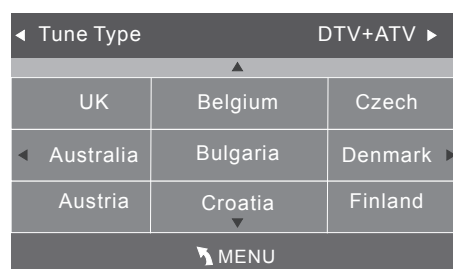 Tune Type DTV+ATV
UK Belgium Czech
Australia Bulgaria Denmark
Austria Croatia Finland
MENU